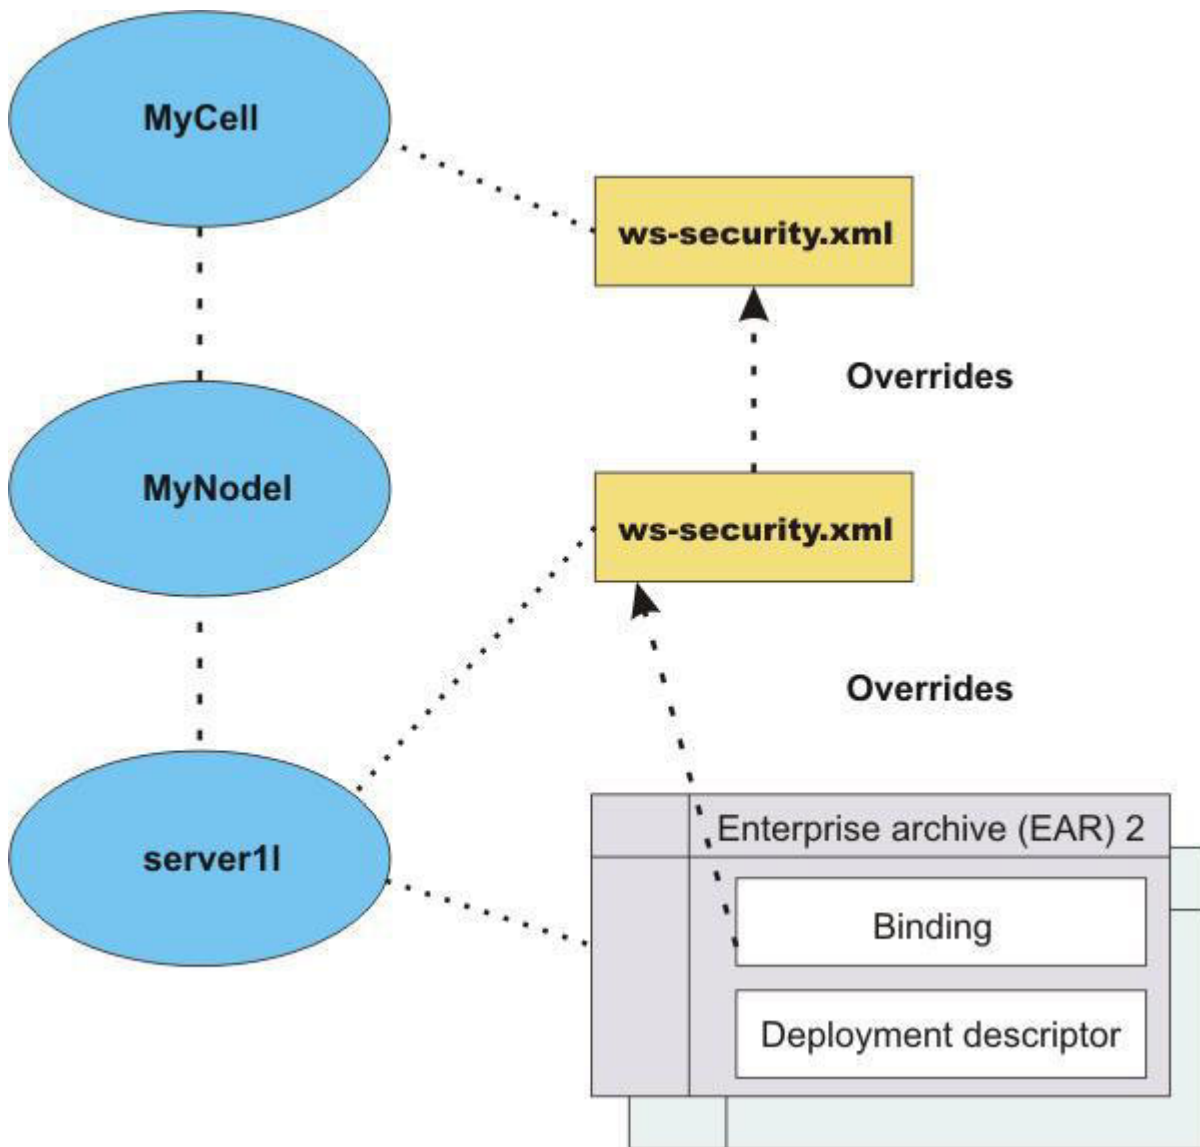 MyCell
ws-security.xml
Overrides
MyNodel
ws-security.xml
Overrides
server1l
Enterprise archive (EAR) 2
Binding
Deployment descriptor